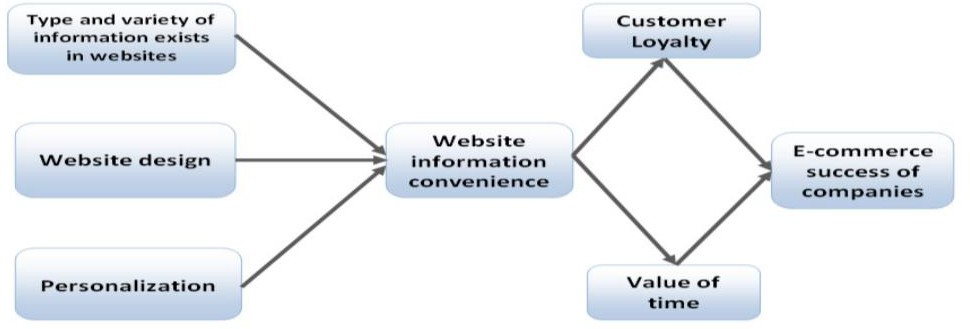 Type and variety of
information exists
in websites
Website design
Personalization
Website
information
convenience
Customer
Loyalty
Value of
time
E-commerce
success of
companies